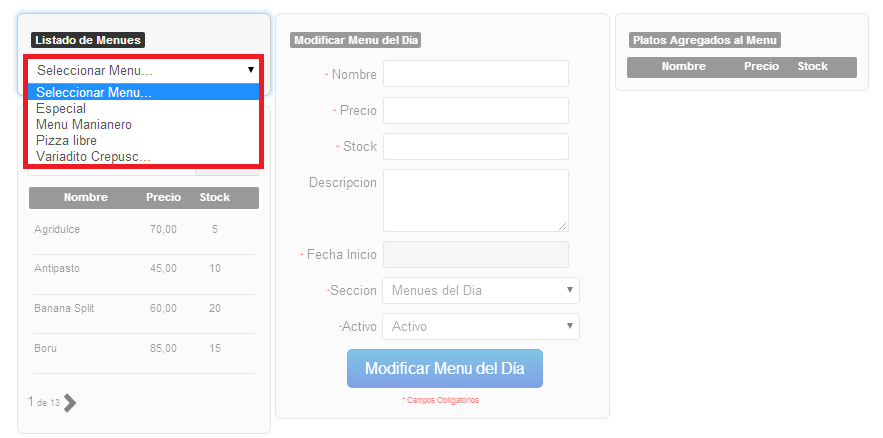 Listado de Menues
Seleccionar Menu...
Seleccionar Menu...
Especial
Menu Manianero
Pizza libre
Variadito Crepusc...
Nombre Precio Stock
Agridulce 70,00 5
Antipasto 45,00 10
Banana Split 60,00 20
Boru 85,00 15
1 de 13
Modificar Menu del Dia
- Nombre
- Precio
- Stock
Descripcion
- Fecha Inicio
-Seccion Menues del Dia
-Activo Activo
Modificar Menu del Día
* Campos Obligatorios
Platos Agregados al Menu
Nombre Precio Stock